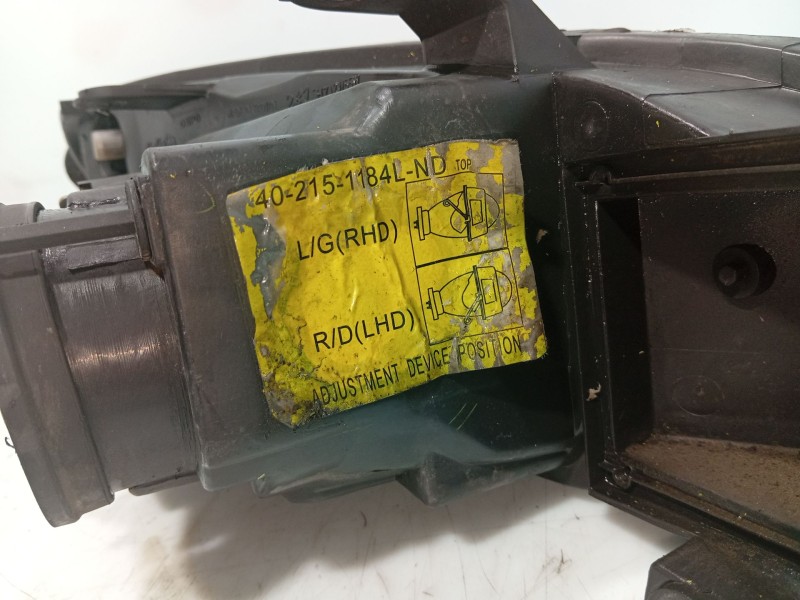 40-215-1184L-ND TOP
L/G(RHD)
R/D(LHD)
ADJUSTMENT DEVICE POSITION